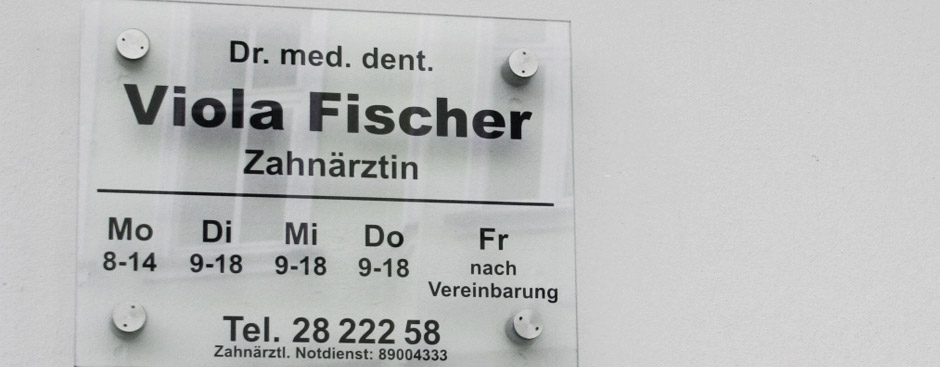 Dr. med. dent.
Viola Fischer
Zahnärztin
Mo Di Mi Do Fr
8-14 9-18 9-18 9-18 nach
Vereinbarung
Tel. 28 222 58
Zahnärztl. Notdienst: 89004333